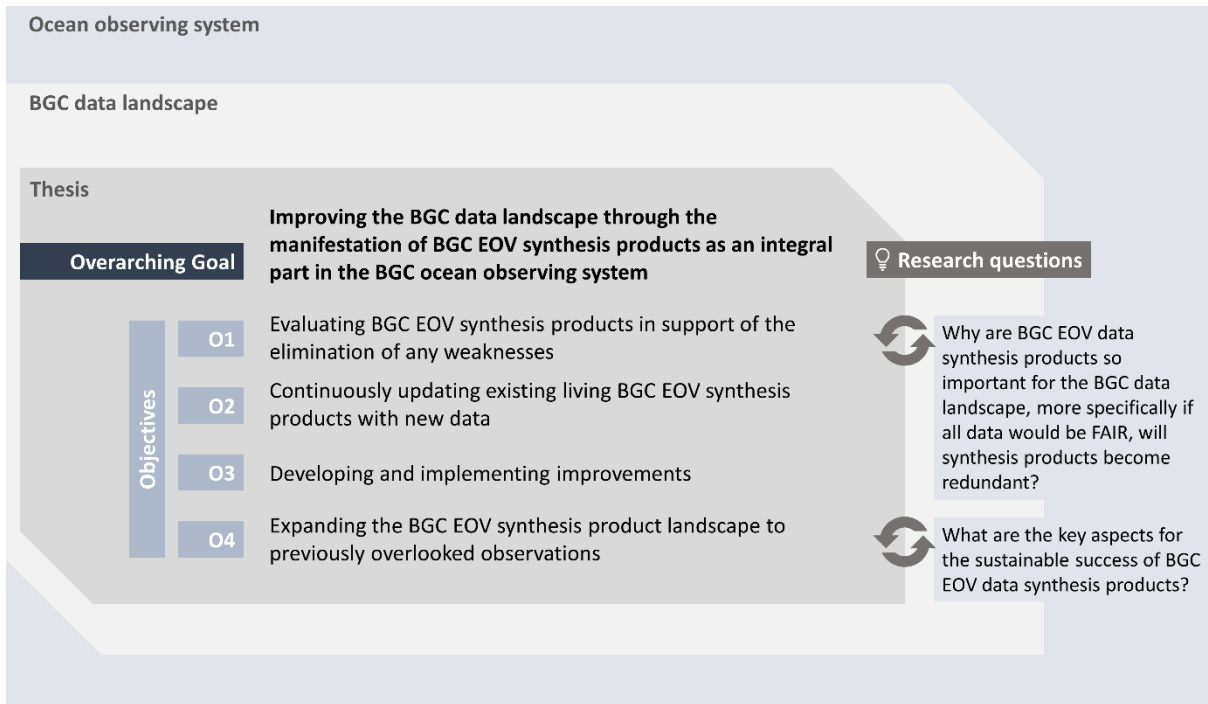 Ocean observing system
BGC data landscape
Thesis
Overarching Goal
Improving the BGC data landscape through the
manifestation of BGC EOV synthesis products as an integral
part in the BGC ocean observing system
Objectives
O1
Evaluating BGC EOV synthesis products in support of the
elimination of any weaknesses
O2
Continuously updating existing living BGC EOV synthesis
products with new data
O3
Developing and implementing improvements
O4
Expanding the BGC EOV synthesis product landscape to
previously overlooked observations
Research questions
Why are BGC EOV data
synthesis products so
important for the BGC data
landscape, more specifically if
all data would be FAIR, will
synthesis products become
redundant?
What are the key aspects for
the sustainable success of BGC
EOV data synthesis products?